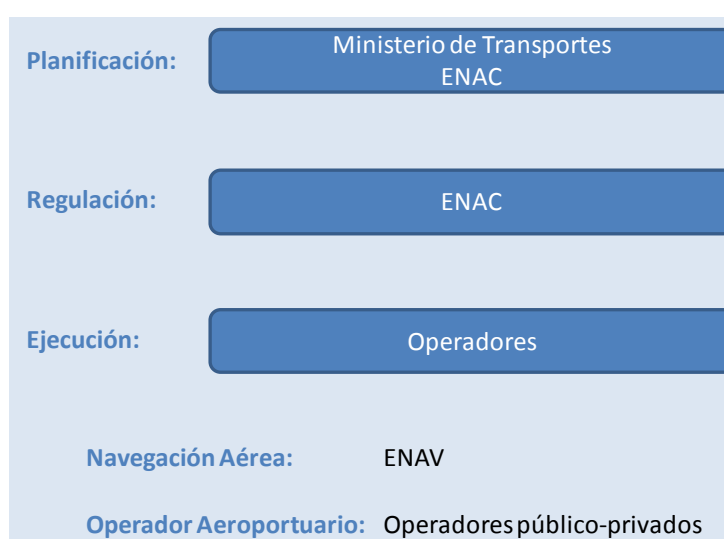 Planificación:
Ministerio de Transportes
ENAC
Regulación:
ENAC
Ejecución:
Operadores
Navegación Aérea: ENAV
Operador Aeroportuario: Operadores público-privados